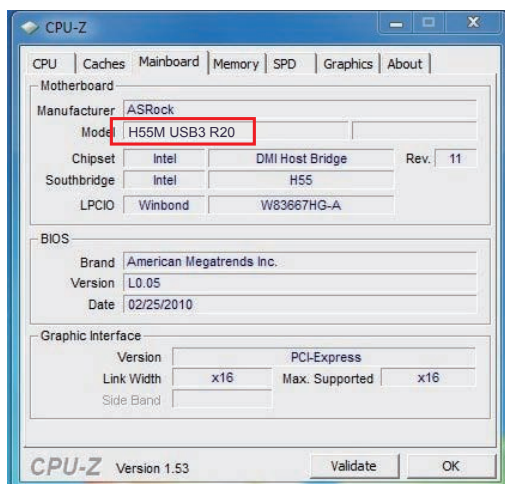 CPU-Z
CPU Caches Mainboard Memory SPD Graphics About
Motherboard
Manufacturer ASRock
Model H55M USB3 R20
Chipset Intel DMI Host Bridge Rev. 11
Southbridge Intel H55
LPCIO Winbond W83667HG-A
BIOS
Brand American Megatrends Inc.
Version L0.05
Date 02/25/2010
Graphic Interface
Version PCI-Express
Link Width x16 Max. Supported x16
Side Band
CPU-Z Version 1.53 Validate OK